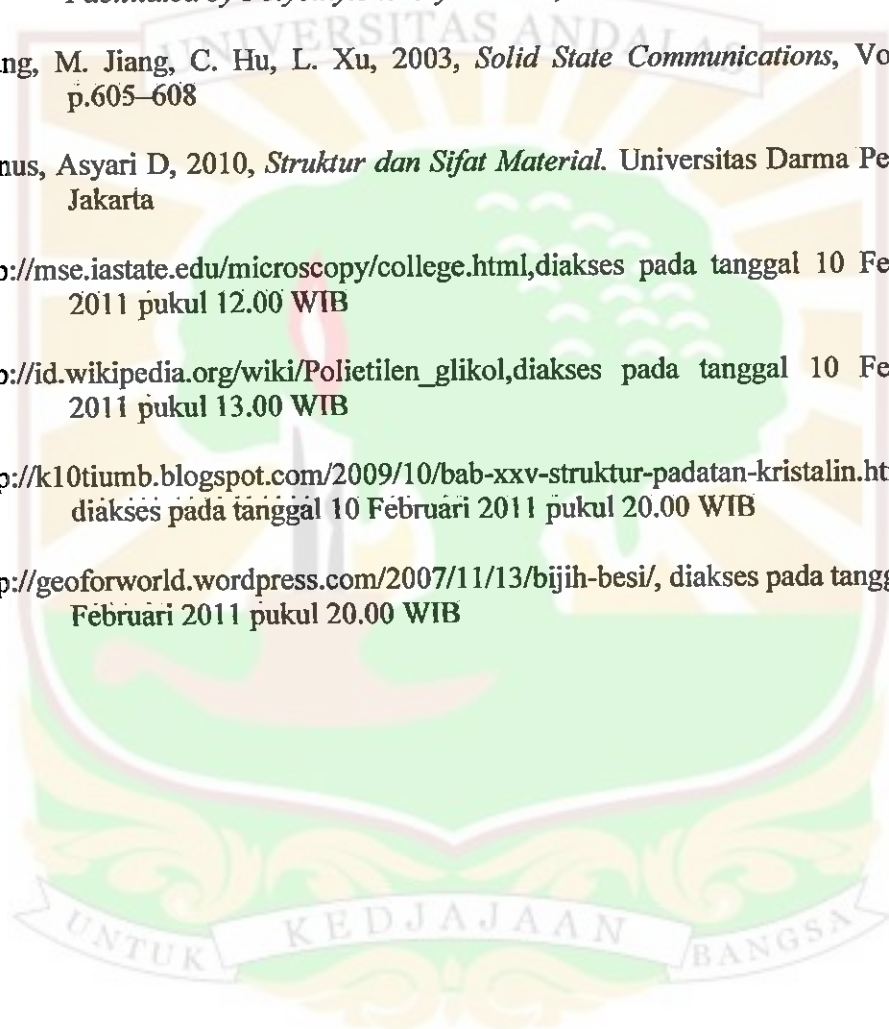 UNIVERSITAS ANDALAS
ng, M. Jiang, C. Hu, L. Xu, 2003, Solid State Communications, Vo
p.605–608
nus, Asyari D, 2010, Struktur dan Sifat Material. Universitas Darma Pe
Jakarta
p://mse.iastate.edu/microscopy/college.html,diakses pada tanggal 10 Fe
2011 pukul 12.00 WIB
p://id.wikipedia.org/wiki/Polietilen_glikol,diakses pada tanggal 10 Fe
2011 pukul 13.00 WIB
p://k10tiumb.blogspot.com/2009/10/bab-xxv-struktur-padatan-kristalin.ht
diakses pada tanggal 10 Februari 2011 pukul 20.00 WIB
p://geoforworld.wordpress.com/2007/11/13/bijih-besi/, diakses pada tangg
Februari 2011 pukul 20.00 WIB
UNTUK KEDJAJAAN BANGSA